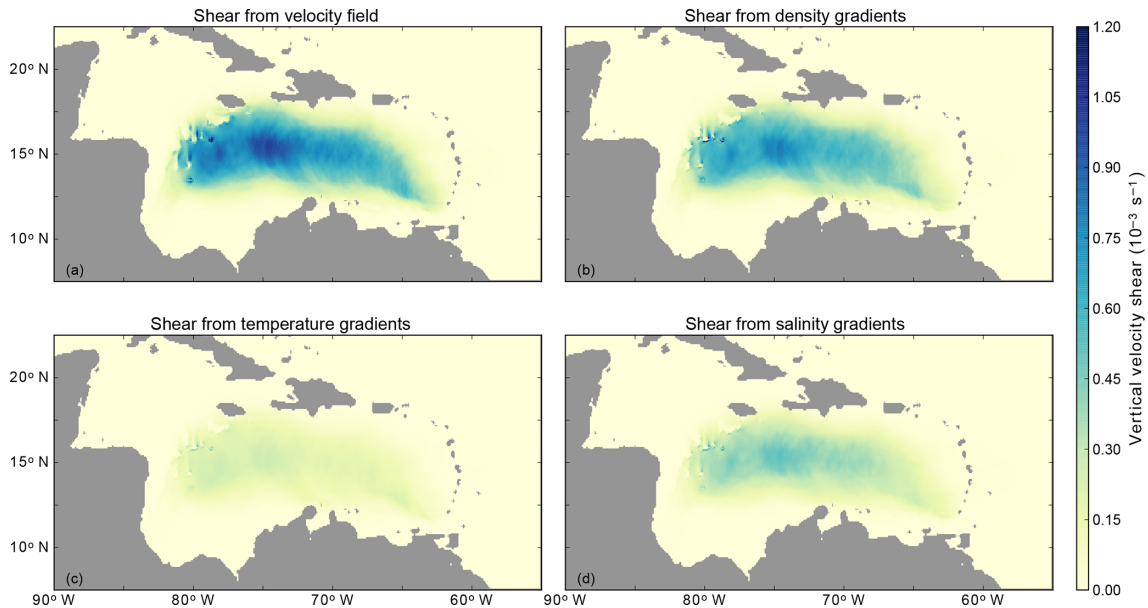 Shear from velocity field
Shear from density gradients
20° N
15° N
10° N
(a)
(b)
Shear from temperature gradients
Shear from salinity gradients
20° N
15° N
10° N
(c)
(d)
90° W 80° W 70° W 60° W
90° W 80° W 70° W 60° W
1.20
1.05
0.90
0.75
0.60
0.45
0.30
0.15
0.00
Vertical velocity shear (10⁻³ s⁻¹)